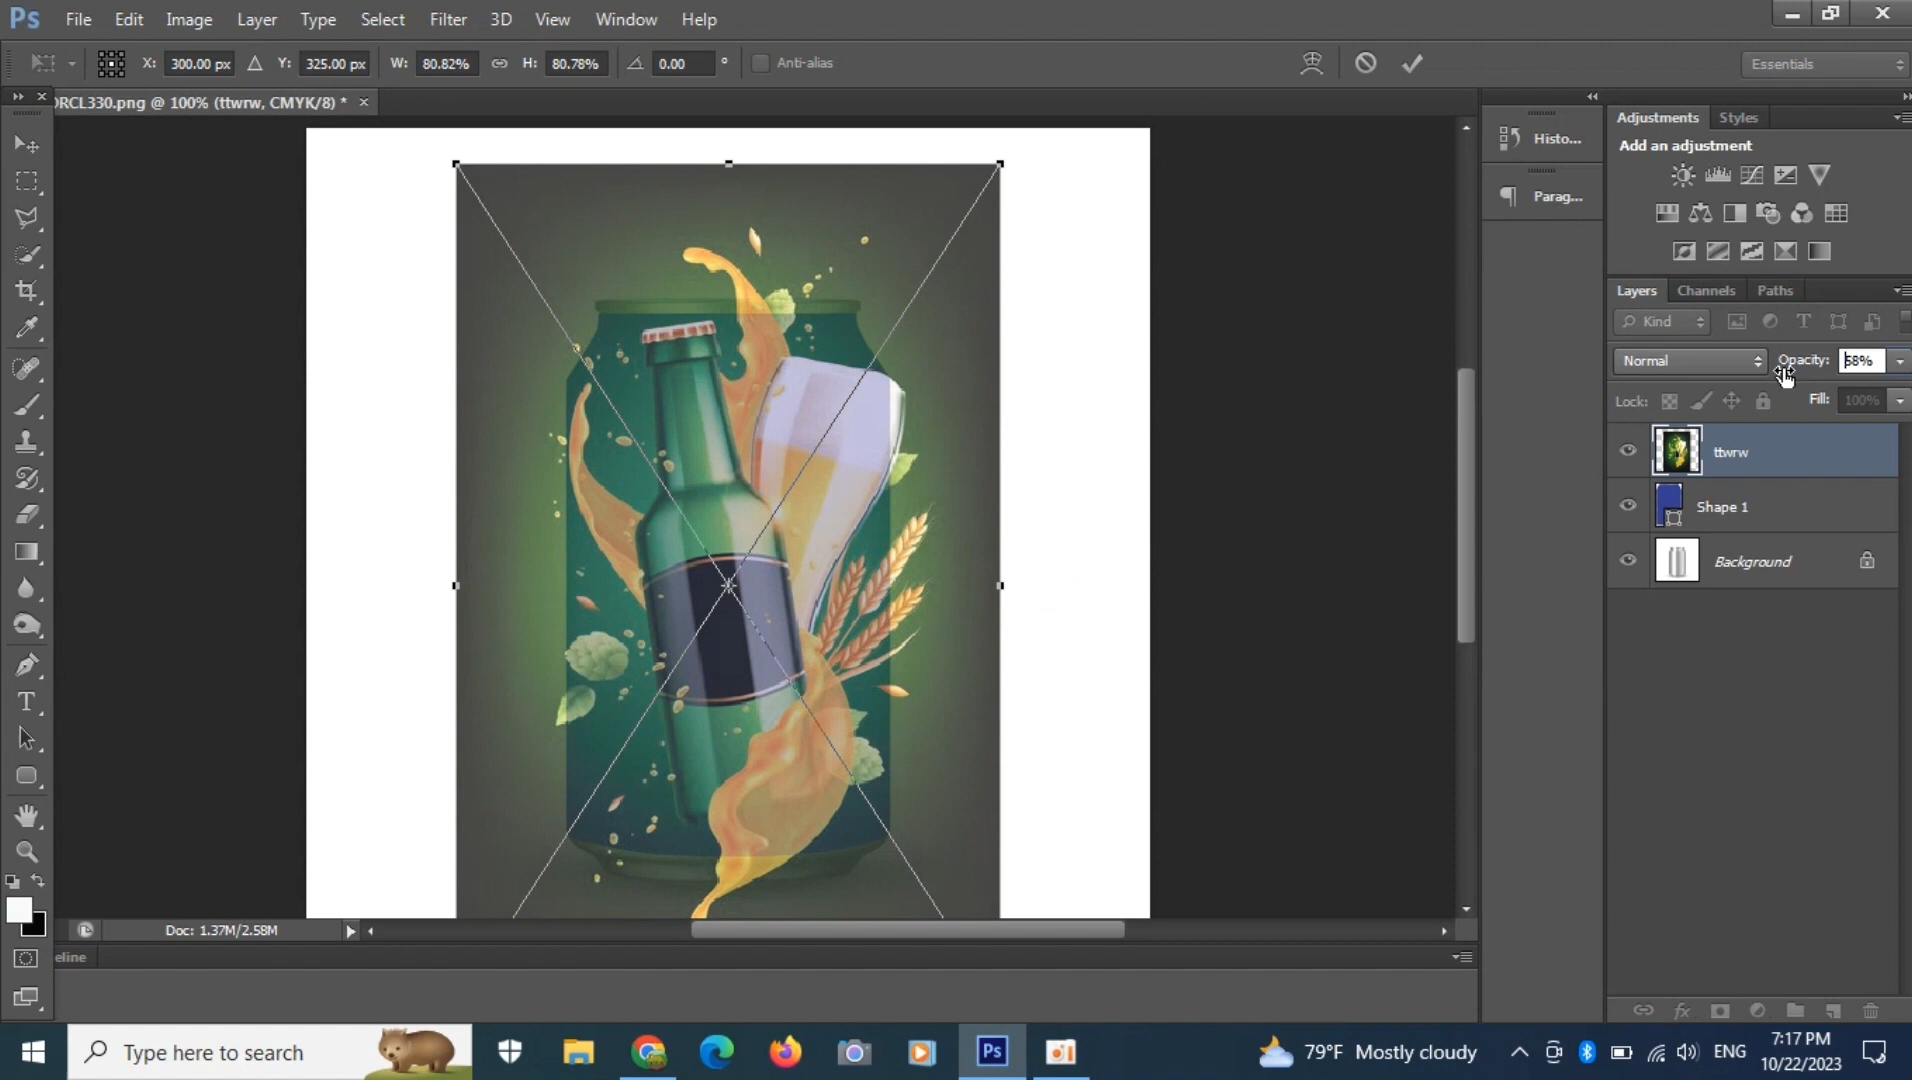 Ps File Edit Image Layer Type Select Filter 3D View Window Help
X: 300.00 px Y: 325.00 px W: 80.82% H: 80.78% 0.00 ° Anti-alias Essentials
ORCL330.png @ 100% (ttwrw, CMYK/8) * ×
Histo...
Parag...
Adjustments Styles
Add an adjustment
Layers Channels Paths
Kind
Normal Opacity: 58%
Lock: Fill: 100%
ttwrw
Shape 1
Background
Doc: 1.37M/2.58M
eline
Type here to search
Ps
79°F Mostly cloudy
ENG
7:17 PM
10/22/2023